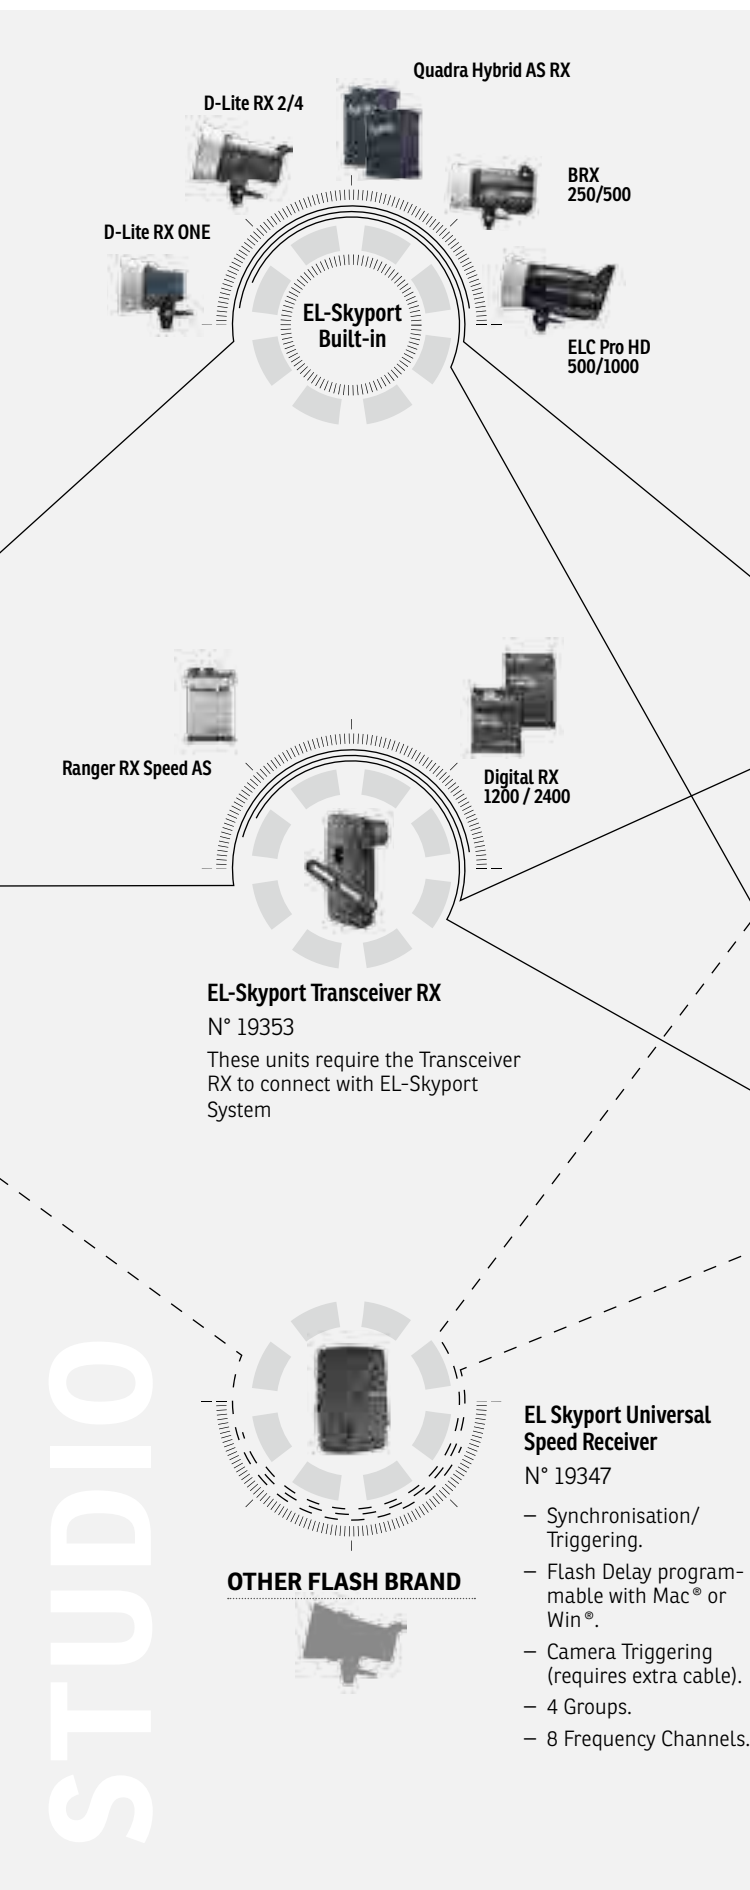 Quadra Hybrid AS RX
D-Lite RX 2/4
BRX
250/500
D-Lite RX ONE
EL-Skyport
Built-in
ELC Pro HD
500/1000
Ranger RX Speed AS
Digital RX
1200 / 2400
EL-Skyport Transceiver RX
N° 19353
These units require the Transceiver
RX to connect with EL-Skyport
System
STUDIO
EL Skyport Universal
Speed Receiver
N° 19347
– Synchronisation/
Triggering.
– Flash Delay program-
mable with Mac® or
Win®.
– Camera Triggering
(requires extra cable).
– 4 Groups.
– 8 Frequency Channels.
OTHER FLASH BRAND